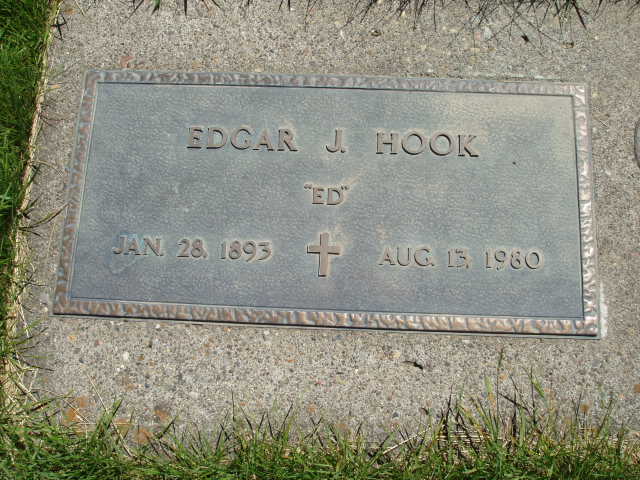 EDGAR J. HOOK
"ED"
JAN. 28, 1893 AUG. 13, 1980